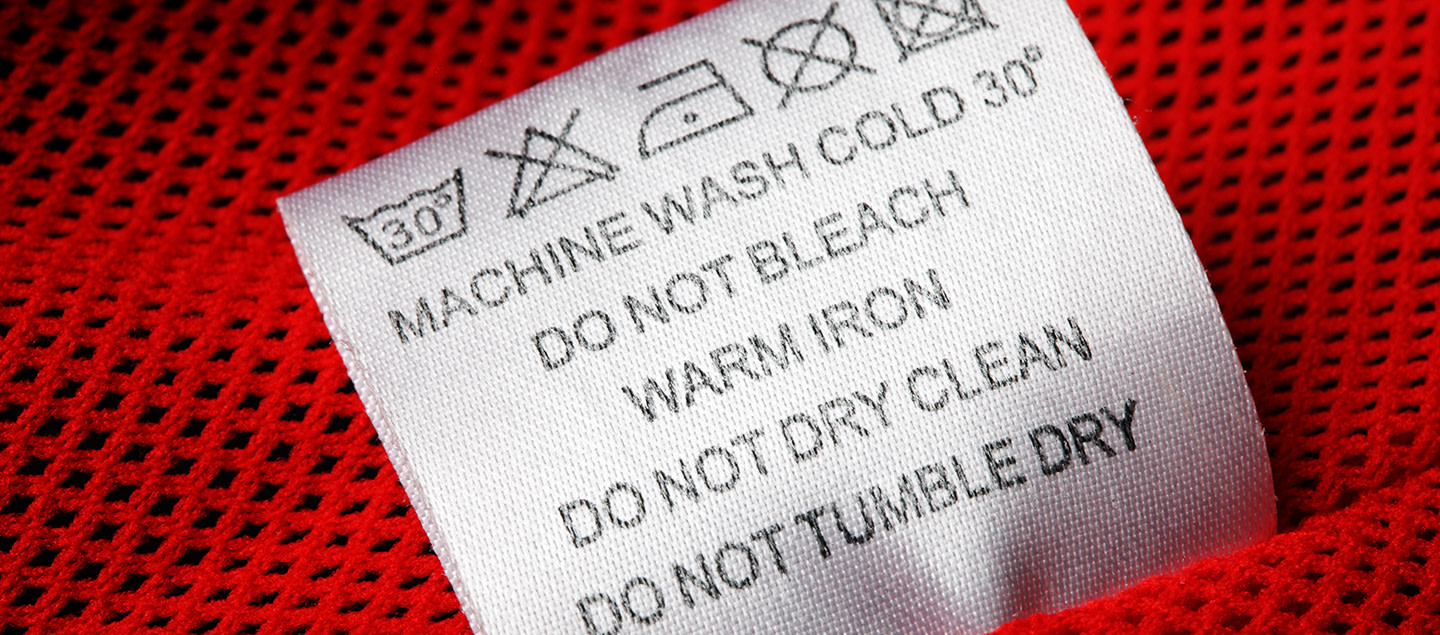 30°
MACHINE WASH COLD 30°
DO NOT BLEACH
WARM IRON
DO NOT DRY CLEAN
DO NOT TUMBLE DRY